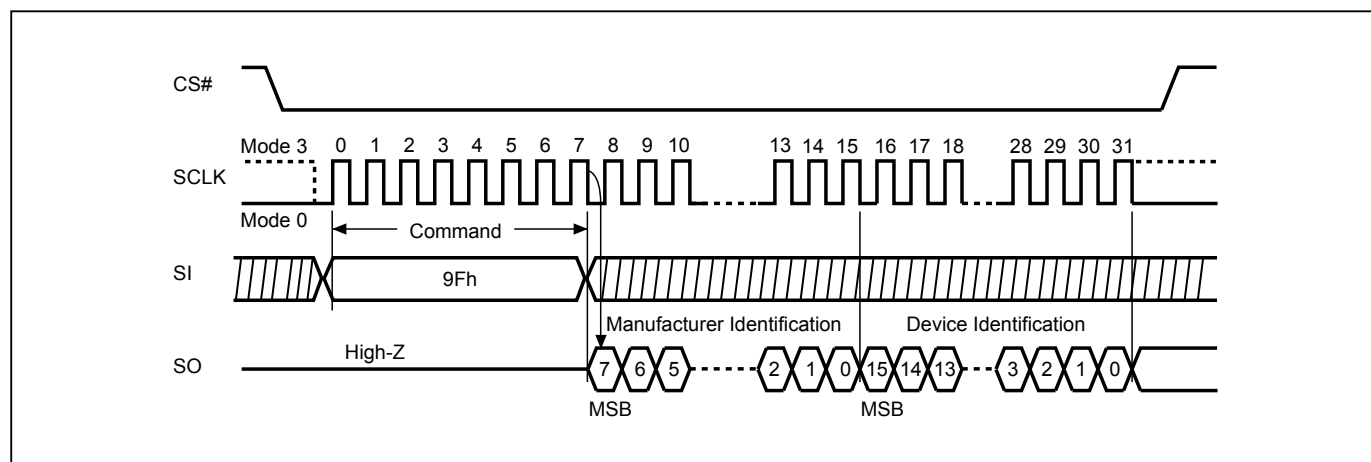 CS#
Mode 3 0 1 2 3 4 5 6 7 8 9 10 13 14 15 16 17 18 28 29 30 31
SCLK
Mode 0
Command
SI 9Fh
Manufacturer Identification Device Identification
High-Z
SO 7 6 5 2 1 0 15 14 13 3 2 1 0
MSB MSB